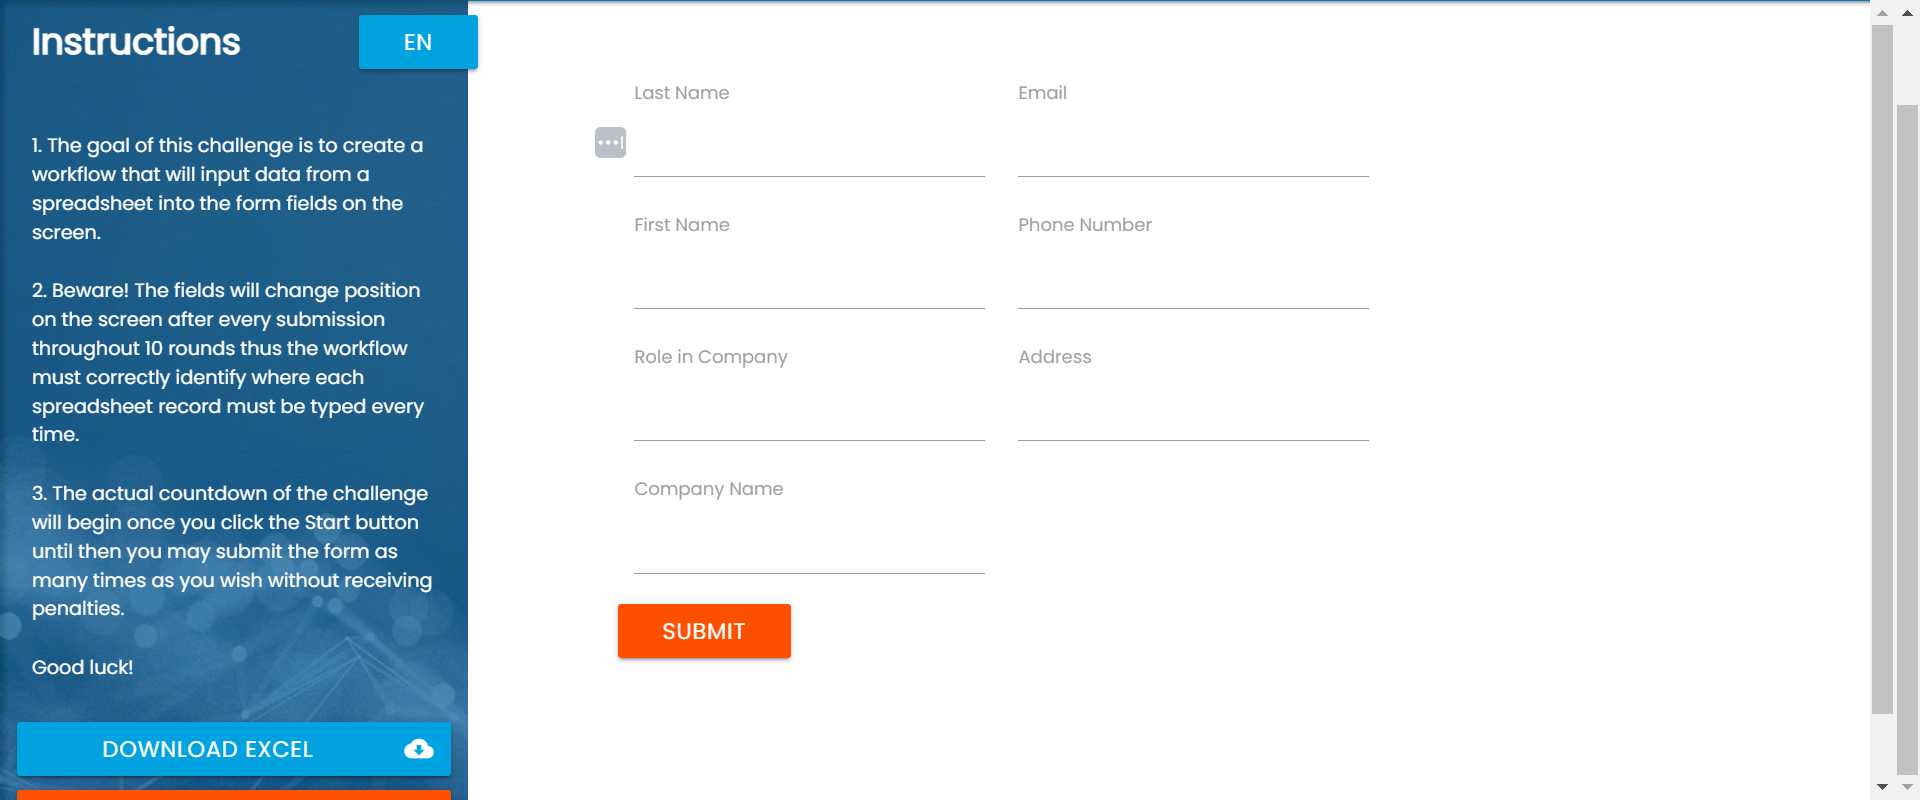 Instructions
EN
1. The goal of this challenge is to create a
workflow that will input data from a
spreadsheet into the form fields on the
screen.
2. Beware! The fields will change position
on the screen after every submission
throughout 10 rounds thus the workflow
must correctly identify where each
spreadsheet record must be typed every
time.
3. The actual countdown of the challenge
will begin once you click the Start button
until then you may submit the form as
many times as you wish without receiving
penalties.
Good luck!
DOWNLOAD EXCEL
Last Name
Email
First Name
Phone Number
Role in Company
Address
Company Name
SUBMIT